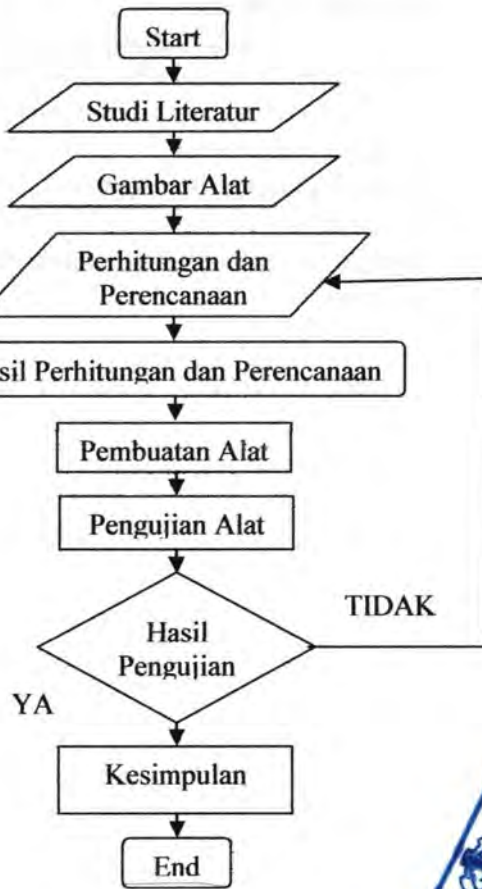 Start
Studi Literatur
Gambar Alat
Perhitungan dan
Perencanaan
Perhitungan dan Perencanaan
Pembuatan Alat
Pengujian Alat
Hasil
Pengujian
TIDAK
YA
Kesimpulan
End